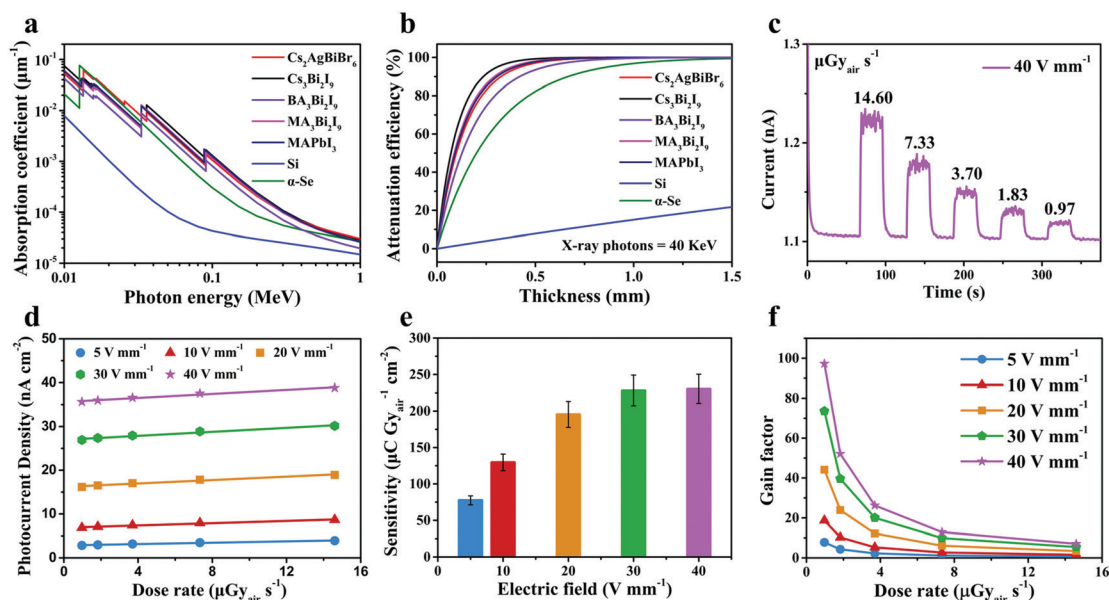 a
Absorption coefficient (μm⁻¹)
10⁻¹
10⁻²
10⁻³
10⁻⁴
10⁻⁵
0.01
0.1
1
Photon energy (MeV)
Cs₂AgBiBr₆
Cs₃Bi₂I₉
BA₃Bi₂I₉
MA₃Bi₂I₉
MAPbI₃
Si
α-Se
b
Attenuation efficiency (%)
100
80
60
40
20
0
0.0
0.5
1.0
1.5
Thickness (mm)
Cs₂AgBiBr₆
Cs₃Bi₂I₉
BA₃Bi₂I₉
MA₃Bi₂I₉
MAPbI₃
Si
α-Se
X-ray photons = 40 KeV
c
Current (nA)
1.3
1.2
1.1
μGy_air s⁻¹
40 V mm⁻¹
14.60
7.33
3.70
1.83
0.97
0
100
200
300
Time (s)
d
Photocurrent Density (nA cm⁻²)
50
40
30
20
10
0
5 V mm⁻¹
10 V mm⁻¹
20 V mm⁻¹
30 V mm⁻¹
40 V mm⁻¹
0
4
8
12
16
Dose rate (μGy_air s⁻¹)
e
Sensitivity (μC Gy_air⁻¹ cm⁻²)
300
250
200
150
100
75
50
25
0
0
10
20
30
40
Electric field (V mm⁻¹)
f
Gain factor
100
80
60
40
20
0
5 V mm⁻¹
10 V mm⁻¹
20 V mm⁻¹
30 V mm⁻¹
40 V mm⁻¹
0
4
8
12
16
Dose rate (μGy_air s⁻¹)